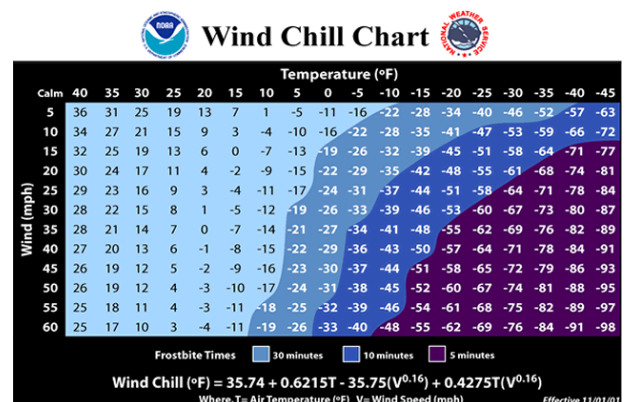 NOAA
Wind Chill Chart
NATIONAL WEATHER SERVICE
Temperature (ºF)
Calm 40 35 30 25 20 15 10 5 0 -5 -10 -15 -20 -25 -30 -35 -40 -45
5 36 31 25 19 13 7 1 -5 -11 -16 -22 -28 -34 -40 -46 -52 -57 -63
10 34 27 21 15 9 3 -4 -10 -16 -22 -28 -35 -41 -47 -53 -59 -66 -72
15 32 25 19 13 6 0 -7 -13 -19 -26 -32 -39 -45 -51 -58 -64 -71 -77
20 30 24 17 11 4 -2 -9 -15 -22 -29 -35 -42 -48 -55 -61 -68 -74 -81
25 29 23 16 9 3 -4 -11 -17 -24 -31 -37 -44 -51 -58 -64 -71 -78 -84
30 28 22 15 8 1 -5 -12 -19 -26 -33 -39 -46 -53 -60 -67 -73 -80 -87
35 28 21 14 7 0 -7 -14 -21 -27 -34 -41 -48 -55 -62 -69 -76 -82 -89
40 27 20 13 6 -1 -8 -15 -22 -29 -36 -43 -50 -57 -64 -71 -78 -84 -91
45 26 19 12 5 -2 -9 -16 -23 -30 -37 -44 -51 -58 -65 -72 -79 -86 -93
50 26 19 12 4 -3 -10 -17 -24 -31 -38 -45 -52 -60 -67 -74 -81 -88 -95
55 25 18 11 4 -3 -11 -18 -25 -32 -39 -46 -54 -61 -68 -75 -82 -89 -97
60 25 17 10 3 -4 -11 -19 -26 -33 -40 -48 -55 -62 -69 -76 -84 -91 -98
Wind (mph)
Frostbite Times 30 minutes 10 minutes 5 minutes
Wind Chill (ºF) = 35.74 + 0.6215T - 35.75(V0.16) + 0.4275T(V0.16)
Where, T= Air Temperature (ºF) V= Wind Speed (mph) Effective 11/01/01